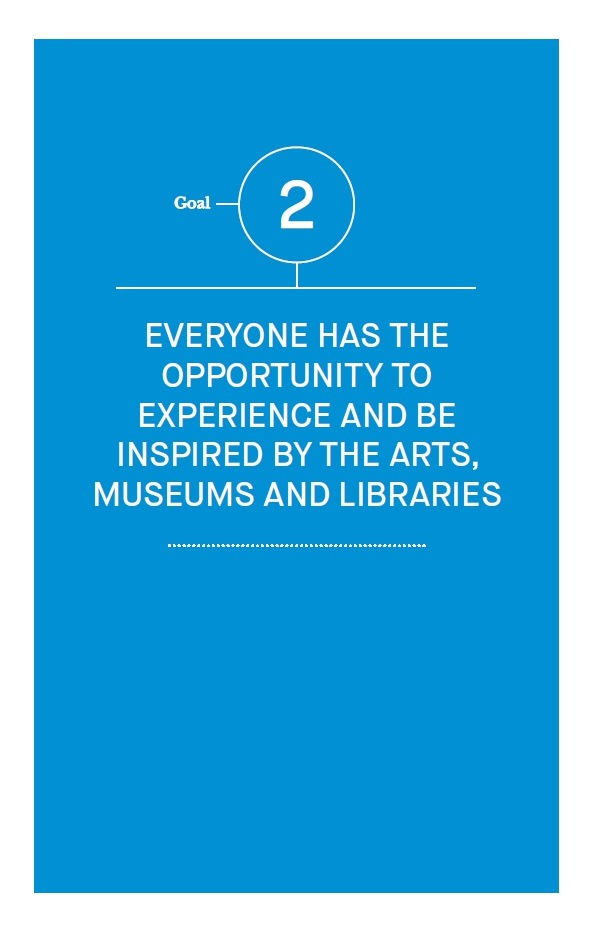 Goal 2
EVERYONE HAS THE
OPPORTUNITY TO
EXPERIENCE AND BE
INSPIRED BY THE ARTS,
MUSEUMS AND LIBRARIES